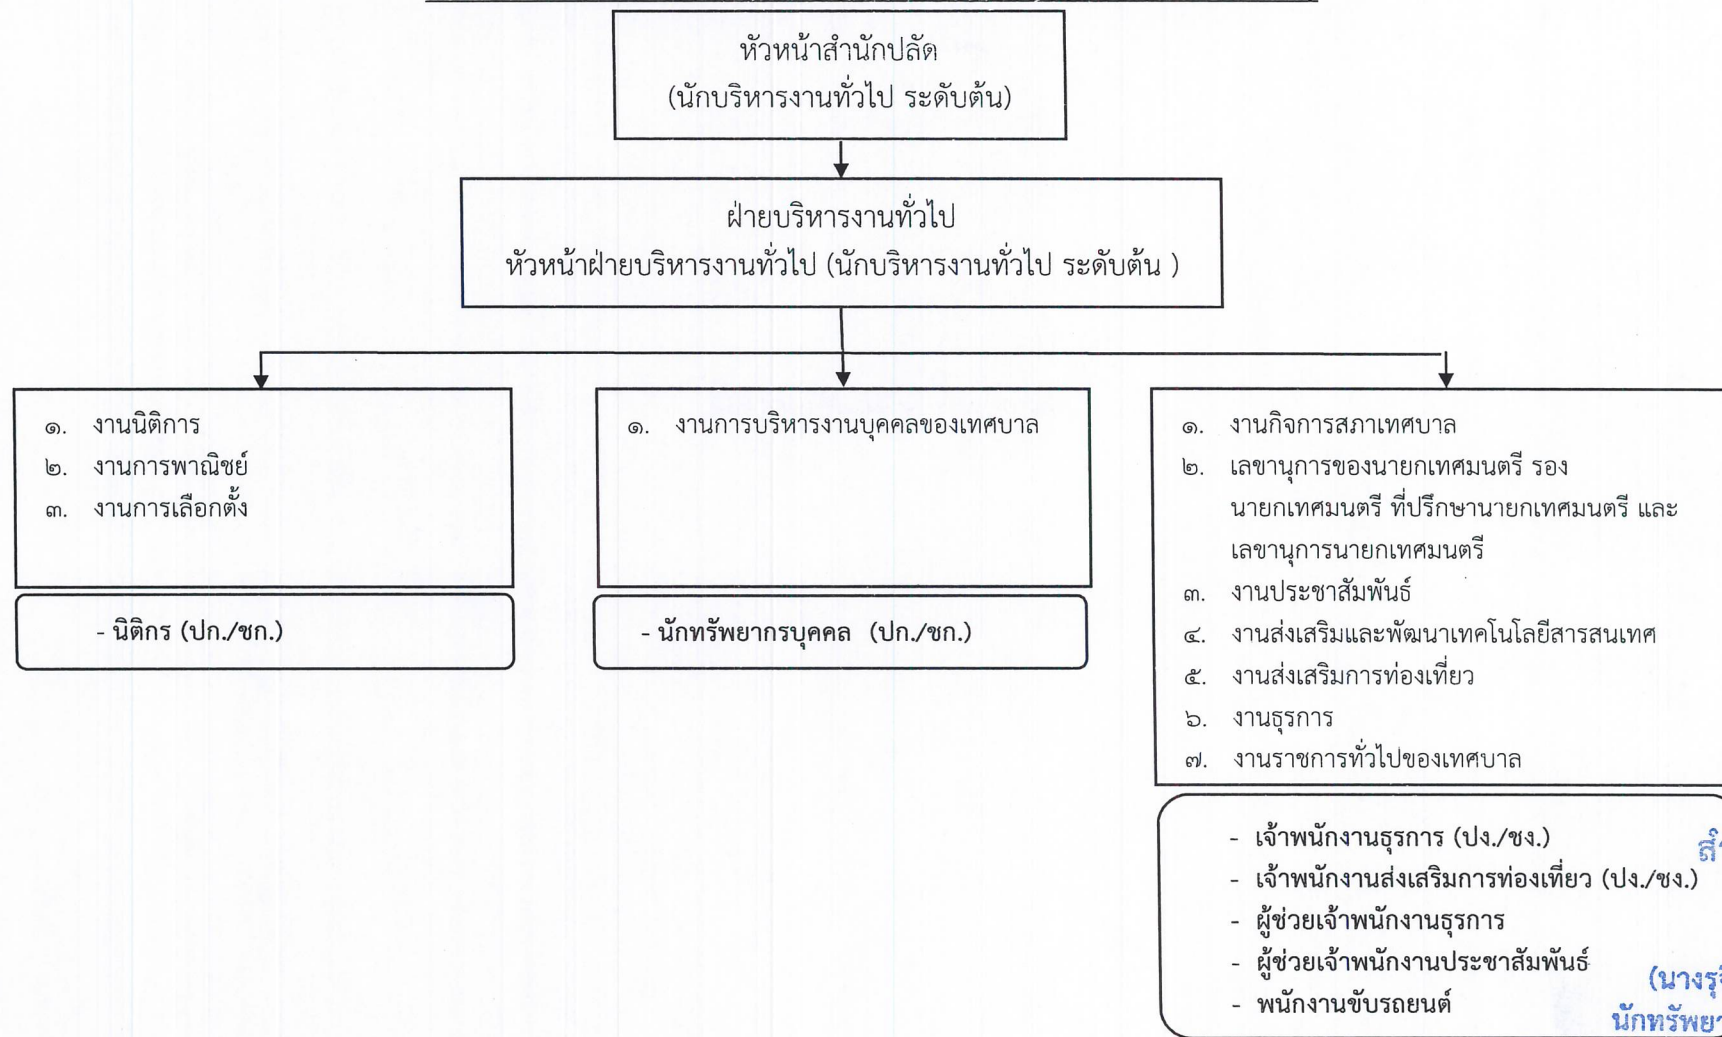 หัวหน้าสำนักปลัด
(นักบริหารงานทั่วไป ระดับต้น)
ฝ่ายบริหารงานทั่วไป
หัวหน้าฝ่ายบริหารงานทั่วไป (นักบริหารงานทั่วไป ระดับต้น )
๑. งานนิติการ
๒. งานการพาณิชย์
๓. งานการเลือกตั้ง
- นิติกร (ปก./ชก.)
๑. งานการบริหารงานบุคคลของเทศบาล
- นักทรัพยากรบุคคล (ปก./ชก.)
๑. งานกิจการสภาเทศบาล
๒. เลขานุการของนายกเทศมนตรี รอง
นายกเทศมนตรี ที่ปรึกษานายกเทศมนตรี และ
เลขานุการนายกเทศมนตรี
๓. งานประชาสัมพันธ์
๔. งานส่งเสริมและพัฒนาเทคโนโลยีสารสนเทศ
๕. งานส่งเสริมการท่องเที่ยว
๖. งานธุรการ
๗. งานราชการทั่วไปของเทศบาล
- เจ้าพนักงานธุรการ (ปง./ชง.)
- เจ้าพนักงานส่งเสริมการท่องเที่ยว (ปง./ชง.)
- ผู้ช่วยเจ้าพนักงานธุรการ
- ผู้ช่วยเจ้าพนักงานประชาสัมพันธ์
- พนักงานขับรถยนต์